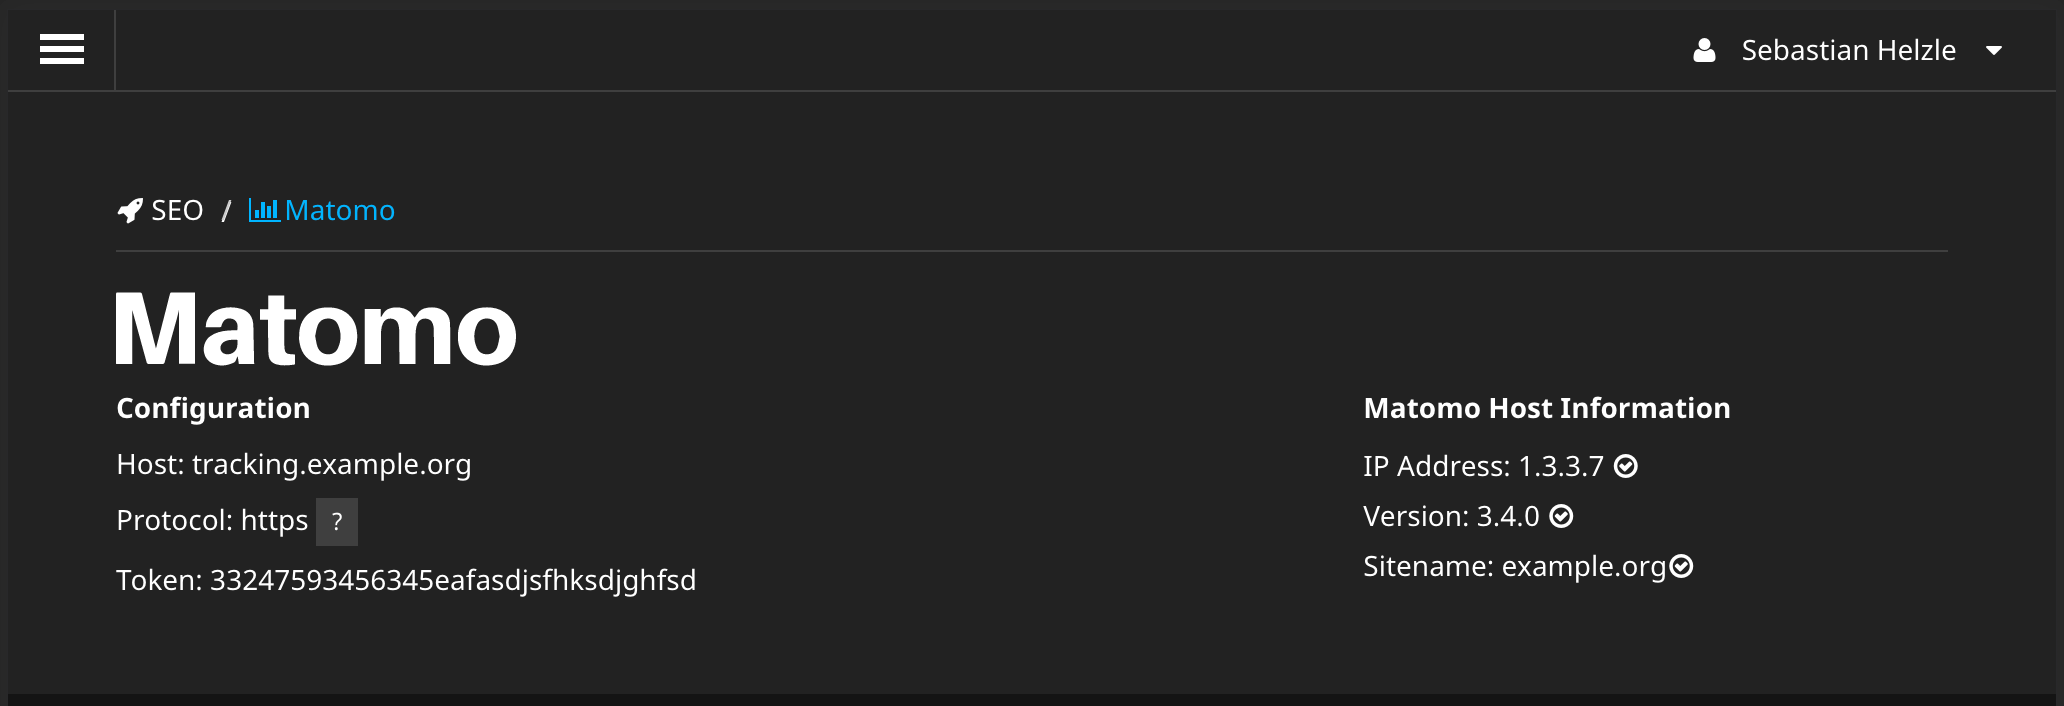 Sebastian Helzle
SEO / Matomo
Matomo
Configuration
Host: tracking.example.org
Protocol: https ?
Token: 33247593456345eafasdjsfhksdjghfsd
Matomo Host Information
IP Address: 1.3.3.7
Version: 3.4.0
Sitename: example.org